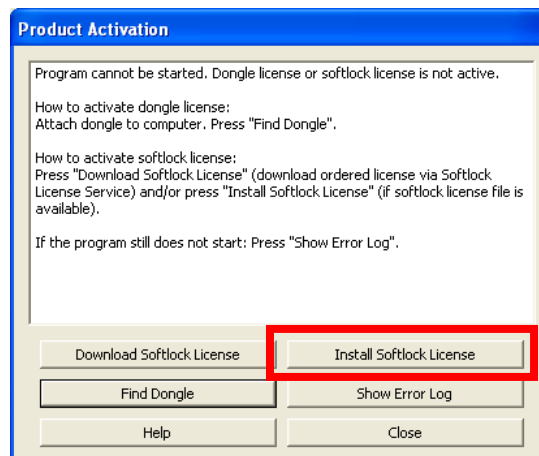 Product Activation
Program cannot be started. Dongle license or softlock license is not active.
How to activate dongle license:
Attach dongle to computer. Press "Find Dongle".
How to activate softlock license:
Press "Download Softlock License" (download ordered license via Softlock
License Service) and/or press "Install Softlock License" (if softlock license file is
available).
If the program still does not start: Press "Show Error Log".
Download Softlock License
Install Softlock License
Find Dongle
Show Error Log
Help
Close